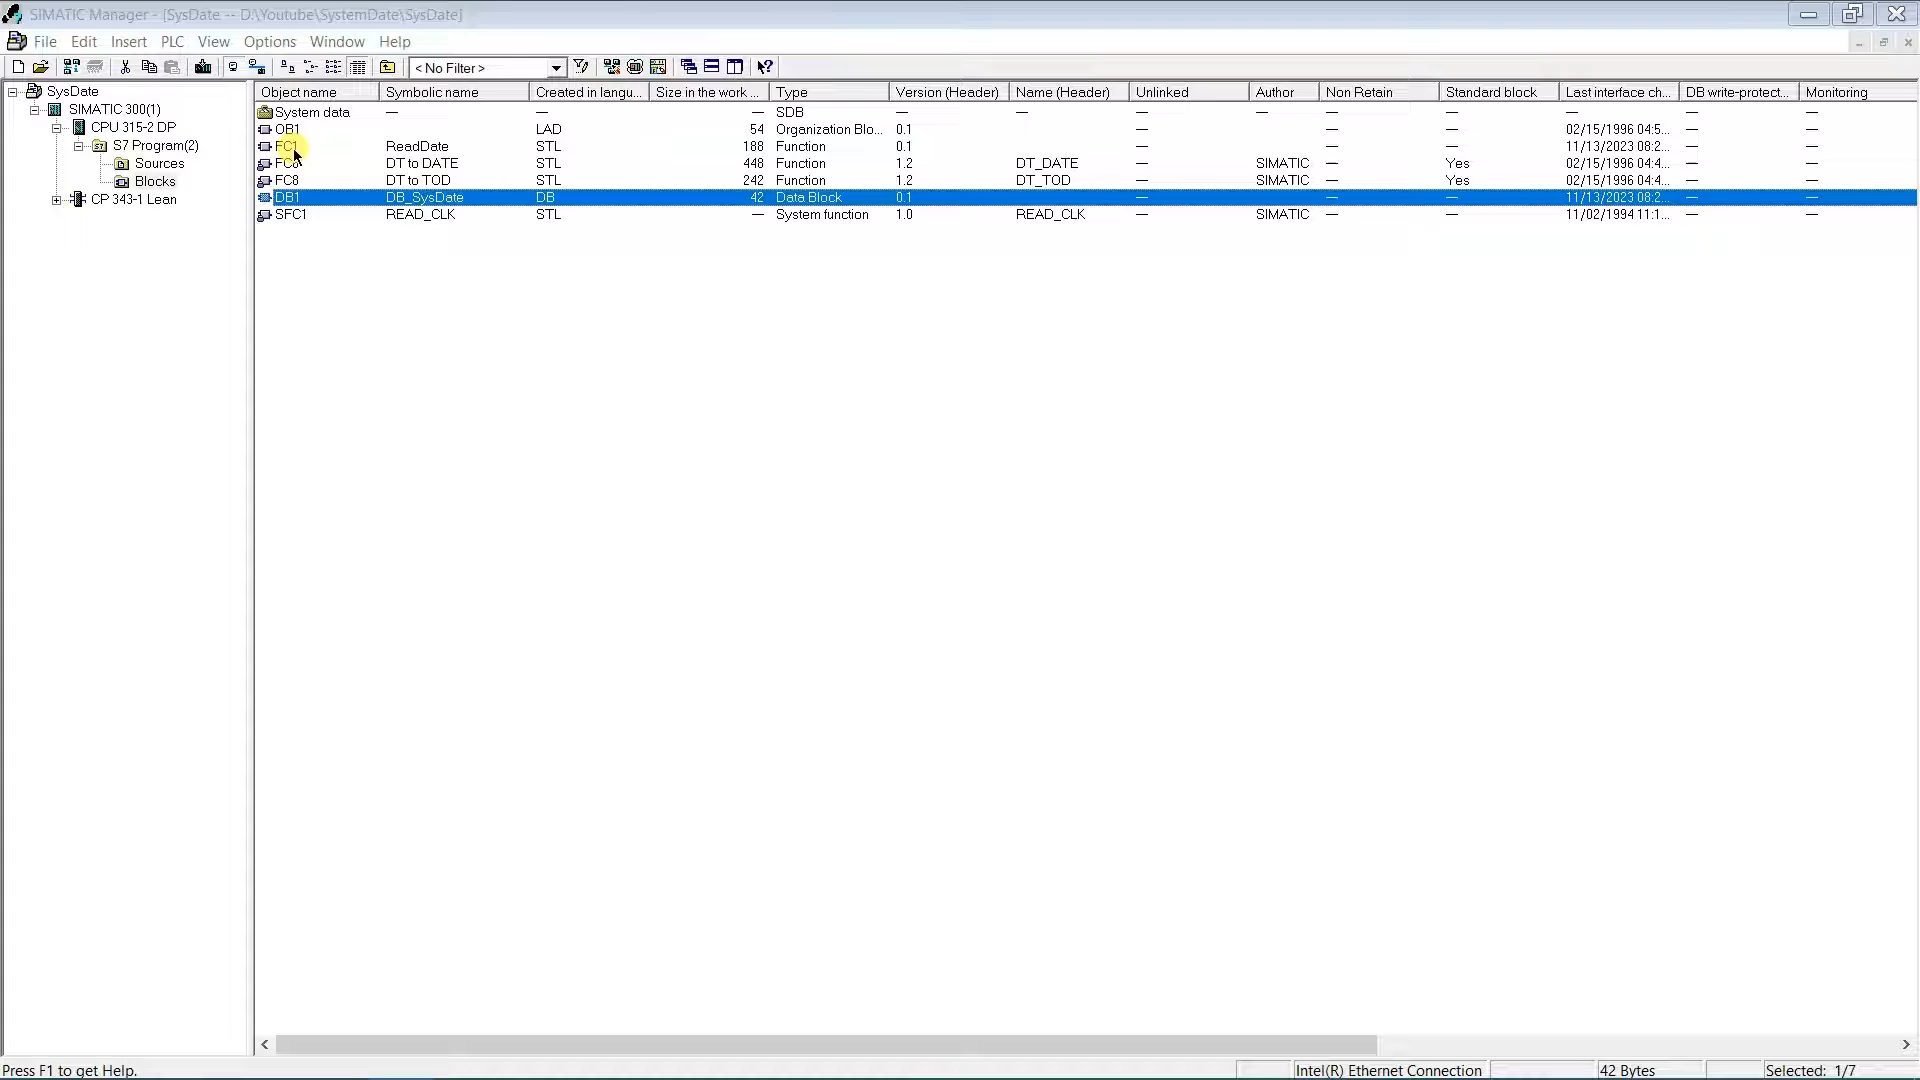 SIMATIC Manager - [SysDate -- D:\Youtube\SystemDate\SysDate]
File Edit Insert PLC View Options Window Help
< No Filter >
SysDate
SIMATIC 300(1)
CPU 315-2 DP
S7 Program(2)
Sources
Blocks
CP 343-1 Lean
Object name Symbolic name Created in langu... Size in the work ... Type Version (Header) Name (Header) Unlinked Author Non Retain Standard block Last interface ch... DB write-protect... Monitoring
System data — — — SDB — — — — — — — — —
OB1 LAD 54 Organization Blo... 0.1 — — — 02/15/1996 04:5... — —
FC1 ReadDate STL 188 Function 0.1 — — — 11/13/2023 08:2... — —
FC6 DT to DATE STL 448 Function 1.2 DT_DATE — SIMATIC — Yes 02/15/1996 04:4... — —
FC8 DT to TOD STL 242 Function 1.2 DT_TOD — SIMATIC — Yes 02/15/1996 04:4... — —
DB1 DB_SysDate DB 42 Data Block 0.1 — — — 11/13/2023 08:2... — —
SFC1 READ_CLK STL — System function 1.0 READ_CLK — SIMATIC — — 11/02/1994 11:1... — —
Press F1 to get Help.
Intel(R) Ethernet Connection
42 Bytes
Selected: 1/7